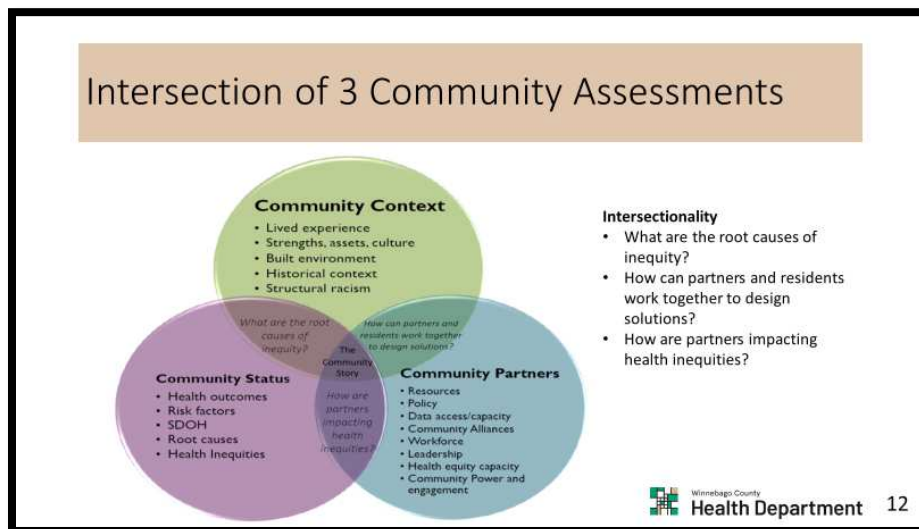 Intersection of 3 Community Assessments
Community Context
• Lived experience
• Strengths, assets, culture
• Built environment
• Historical context
• Structural racism
What are the root
causes of
inequity?
How can partners and
residents work together
to design solutions?
The
Community
Story
Community Status
• Health outcomes
• Risk factors
• SDOH
• Root causes
• Health Inequities
How are
partners
impacting
health
inequities?
Community Partners
• Resources
• Policy
• Data access/capacity
• Community Alliances
• Workforce
• Leadership
• Health equity capacity
• Community Power and
engagement
Intersectionality
• What are the root causes of
inequity?
• How can partners and residents
work together to design
solutions?
• How are partners impacting
health inequities?
Winnebago County
Health Department
12